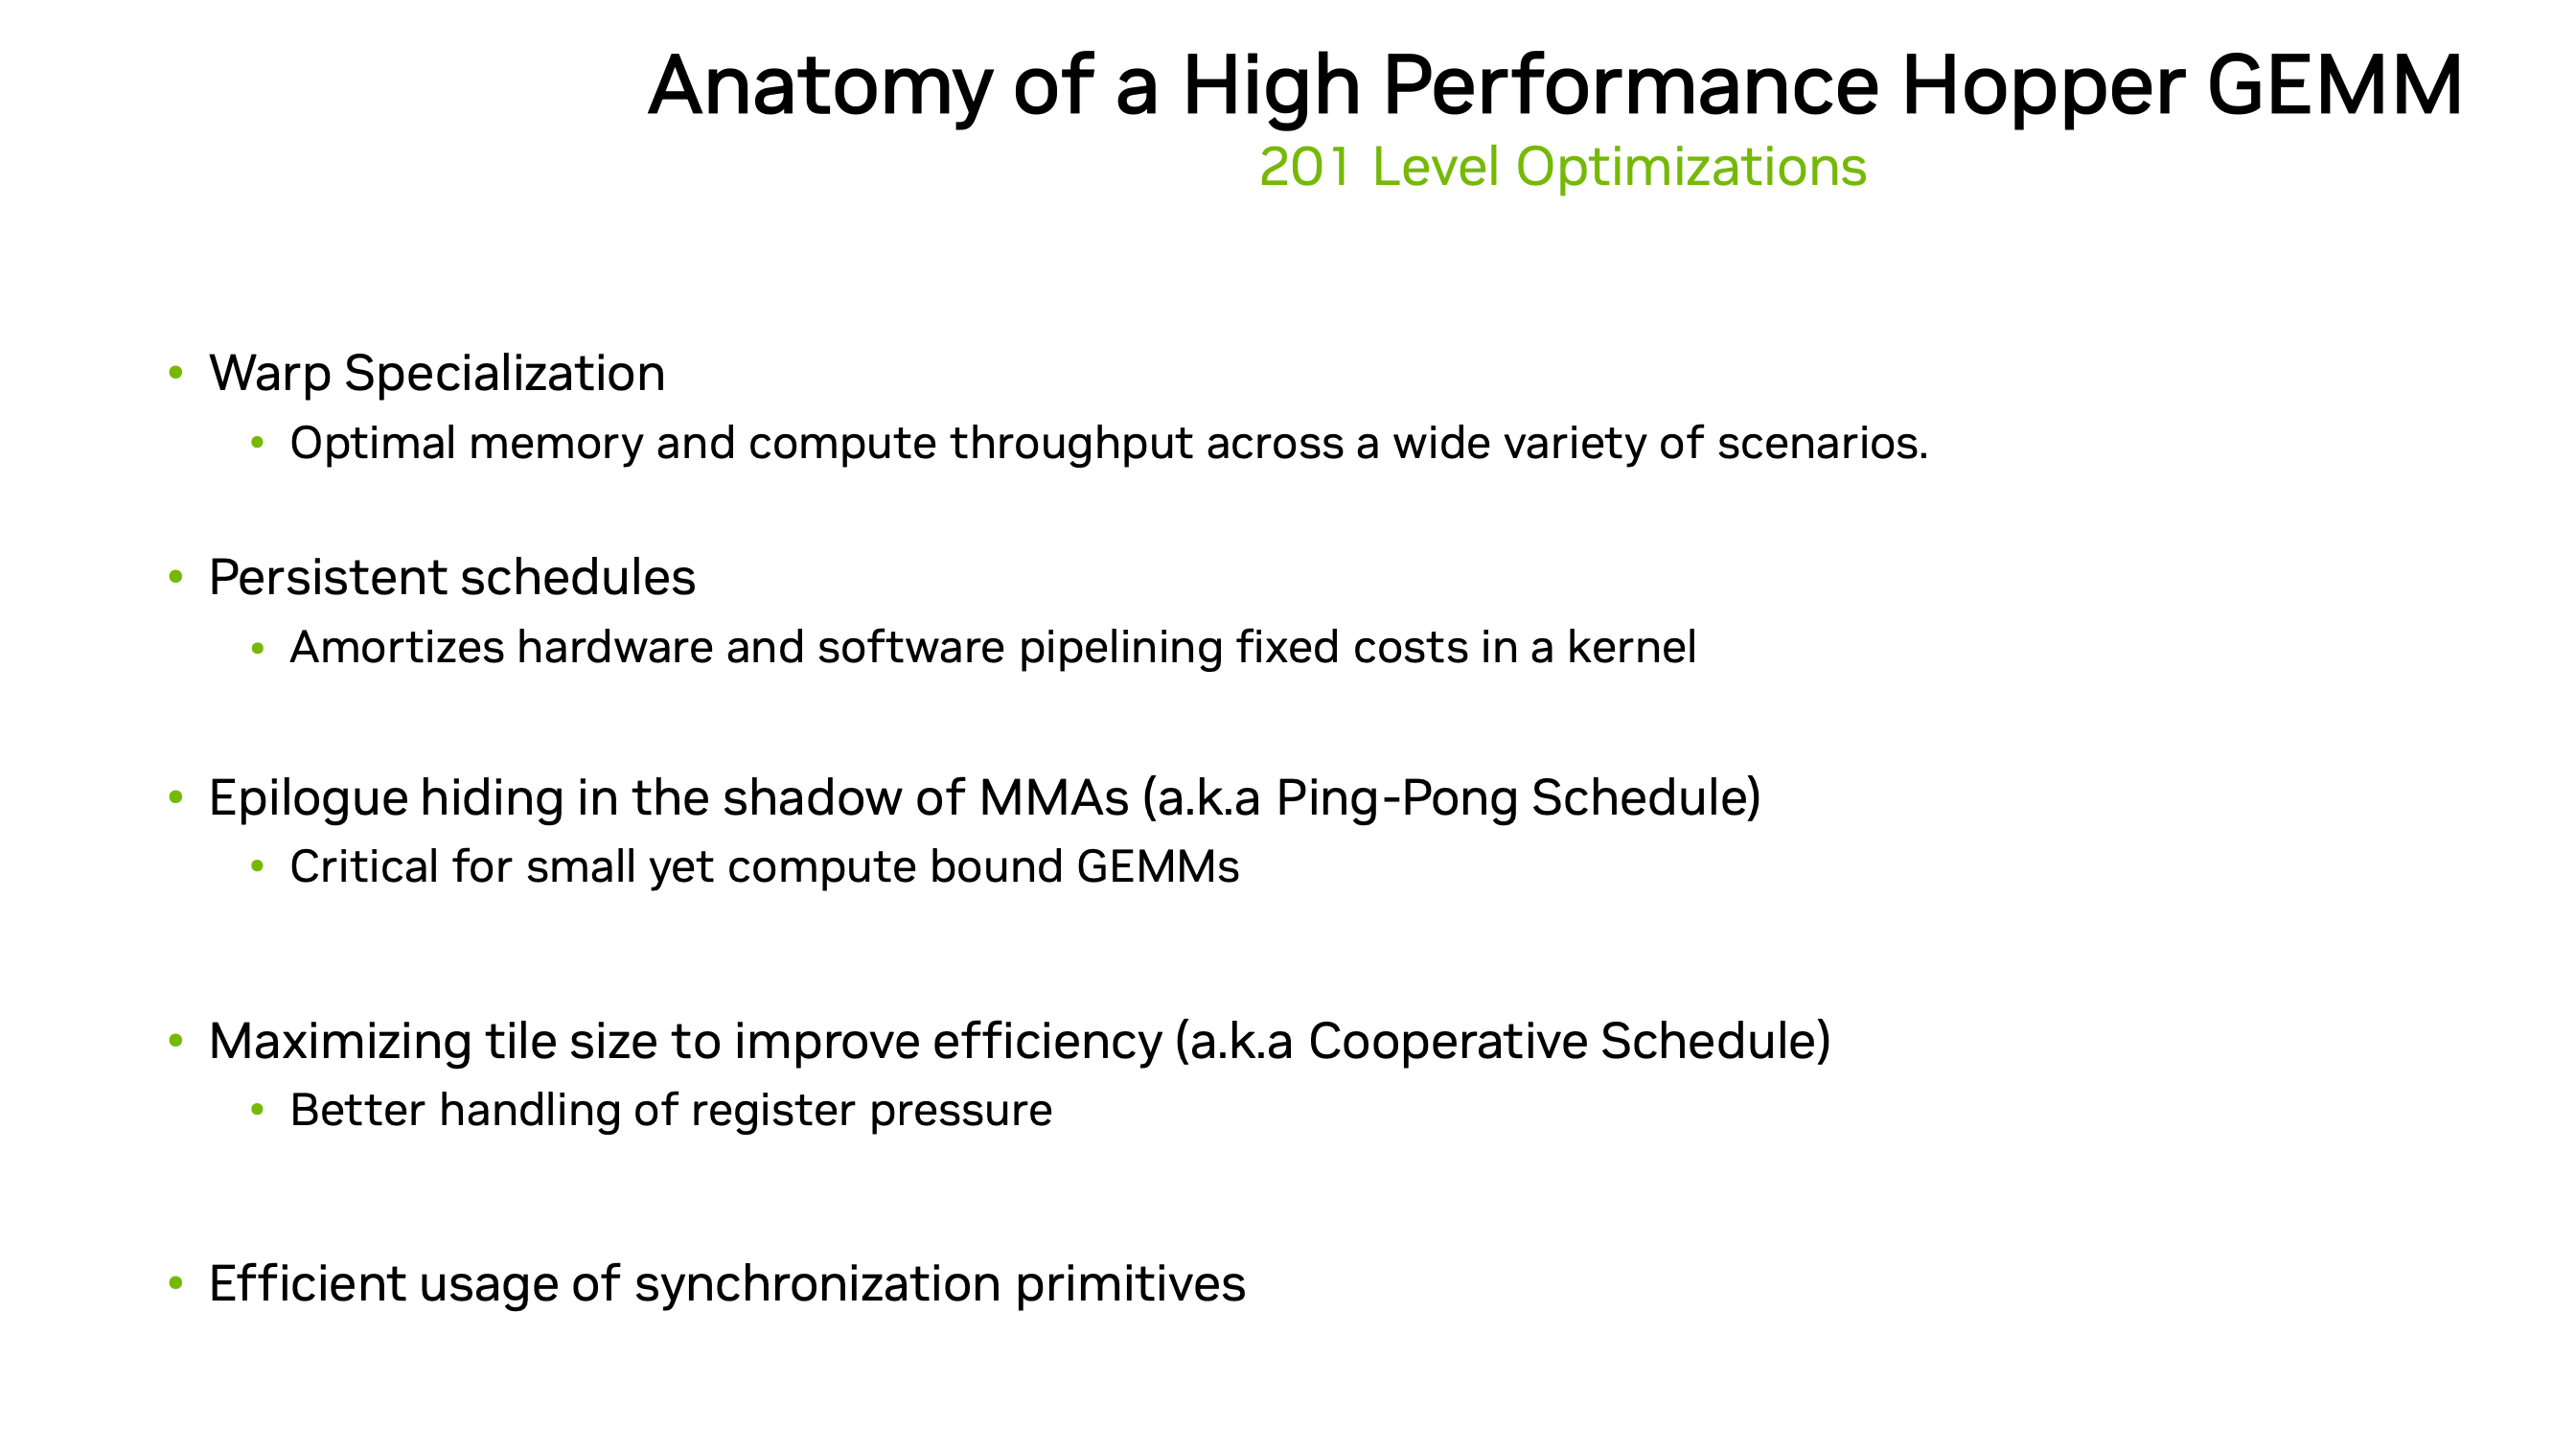 Anatomy of a High Performance Hopper GEMM
201 Level Optimizations
• Warp Specialization
• Optimal memory and compute throughput across a wide variety of scenarios.
• Persistent schedules
• Amortizes hardware and software pipelining fixed costs in a kernel
• Epilogue hiding in the shadow of MMAs (a.k.a Ping-Pong Schedule)
• Critical for small yet compute bound GEMMs
• Maximizing tile size to improve efficiency (a.k.a Cooperative Schedule)
• Better handling of register pressure
• Efficient usage of synchronization primitives